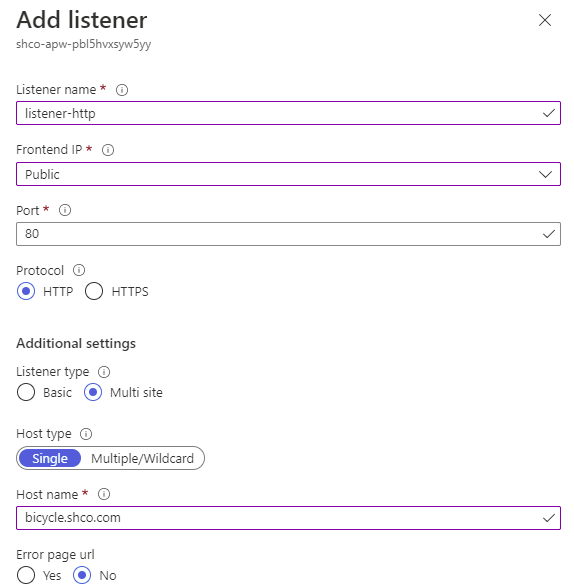 Add listener
shco-apw-pbl5hvxsyw5yy
Listener name *
listener-http
Frontend IP *
Public
Port *
80
Protocol
HTTP HTTPS
Additional settings
Listener type
Basic Multi site
Host type
Single Multiple/Wildcard
Host name *
bicycle.shco.com
Error page url
Yes No